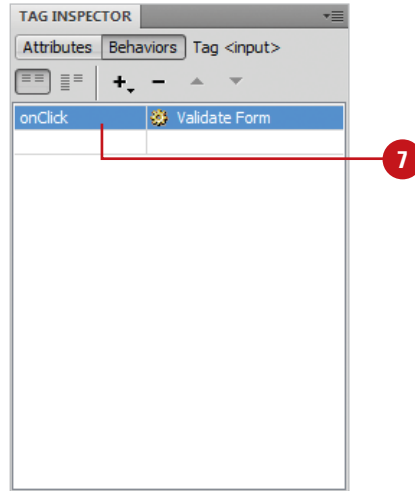 TAG INSPECTOR
Attributes Behaviors Tag <input>
onClick Validate Form
7